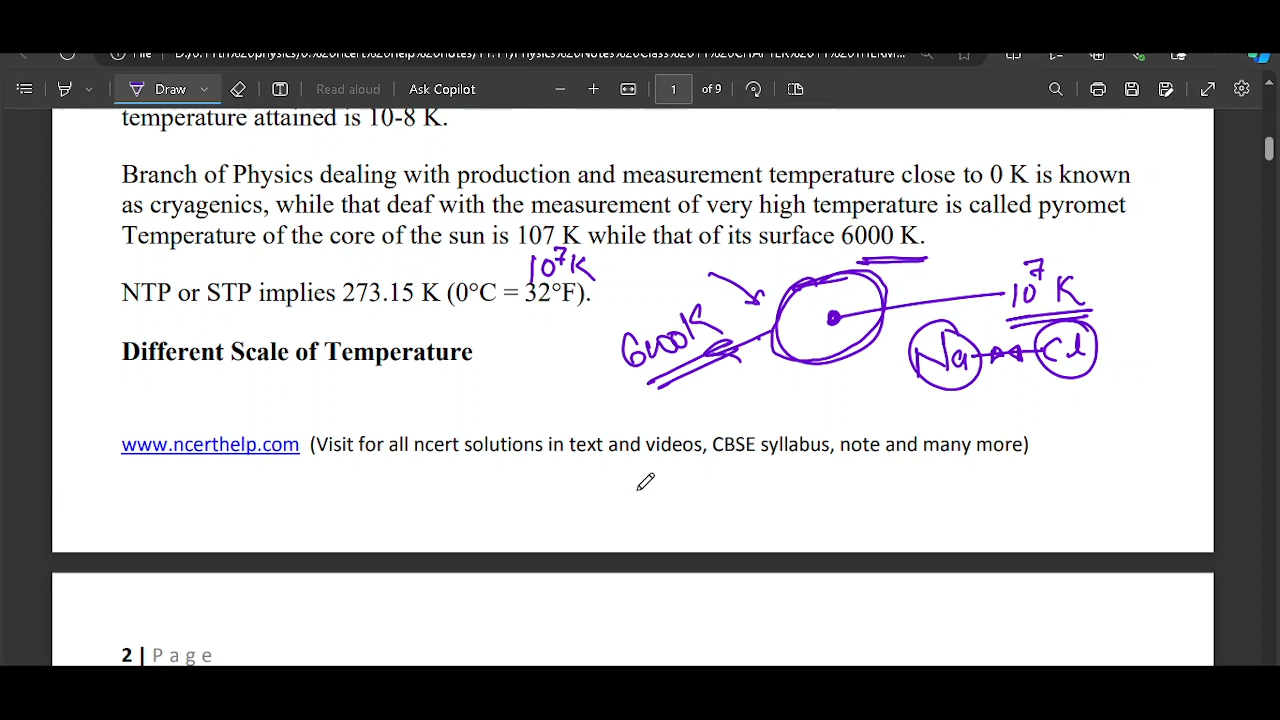 Draw
Read aloud
Ask Copilot
1
of 9
temperature attained is 10-8 K.
Branch of Physics dealing with production and measurement temperature close to 0 K is known
as cryagenics, while that deaf with the measurement of very high temperature is called pyromet
Temperature of the core of the sun is 107 K while that of its surface 6000 K.
10⁷K
10⁷ K
NTP or STP implies 273.15 K (0°C = 32°F).
6000K
Na
Cl
Different Scale of Temperature
www.ncerthelp.com (Visit for all ncert solutions in text and videos, CBSE syllabus, note and many more)
2 | Page